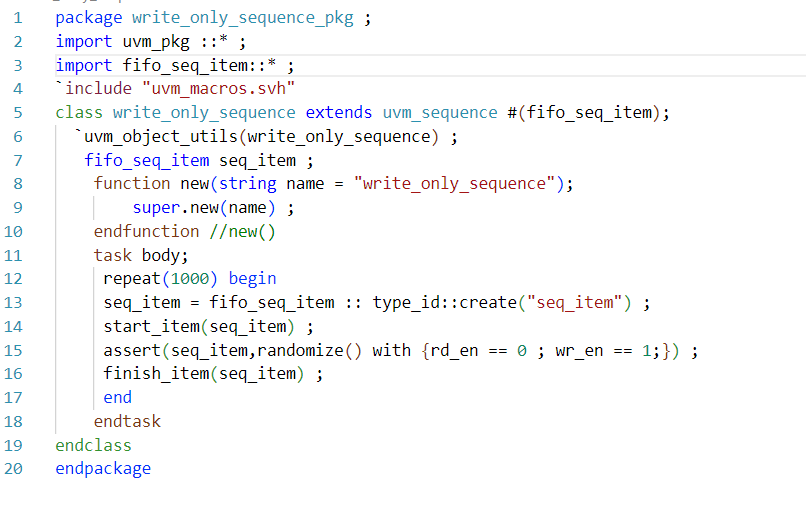 1 package write_only_sequence_pkg ;
2 import uvm_pkg ::* ;
3 import fifo_seq_item::* ;
4 `include "uvm_macros.svh"
5 class write_only_sequence extends uvm_sequence #(fifo_seq_item);
6 `uvm_object_utils(write_only_sequence) ;
7 fifo_seq_item seq_item ;
8 function new(string name = "write_only_sequence");
9 super.new(name) ;
10 endfunction //new()
11 task body;
12 repeat(1000) begin
13 seq_item = fifo_seq_item :: type_id::create("seq_item") ;
14 start_item(seq_item) ;
15 assert(seq_item,randomize() with {rd_en == 0 ; wr_en == 1;}) ;
16 finish_item(seq_item) ;
17 end
18 endtask
19 endclass
20 endpackage